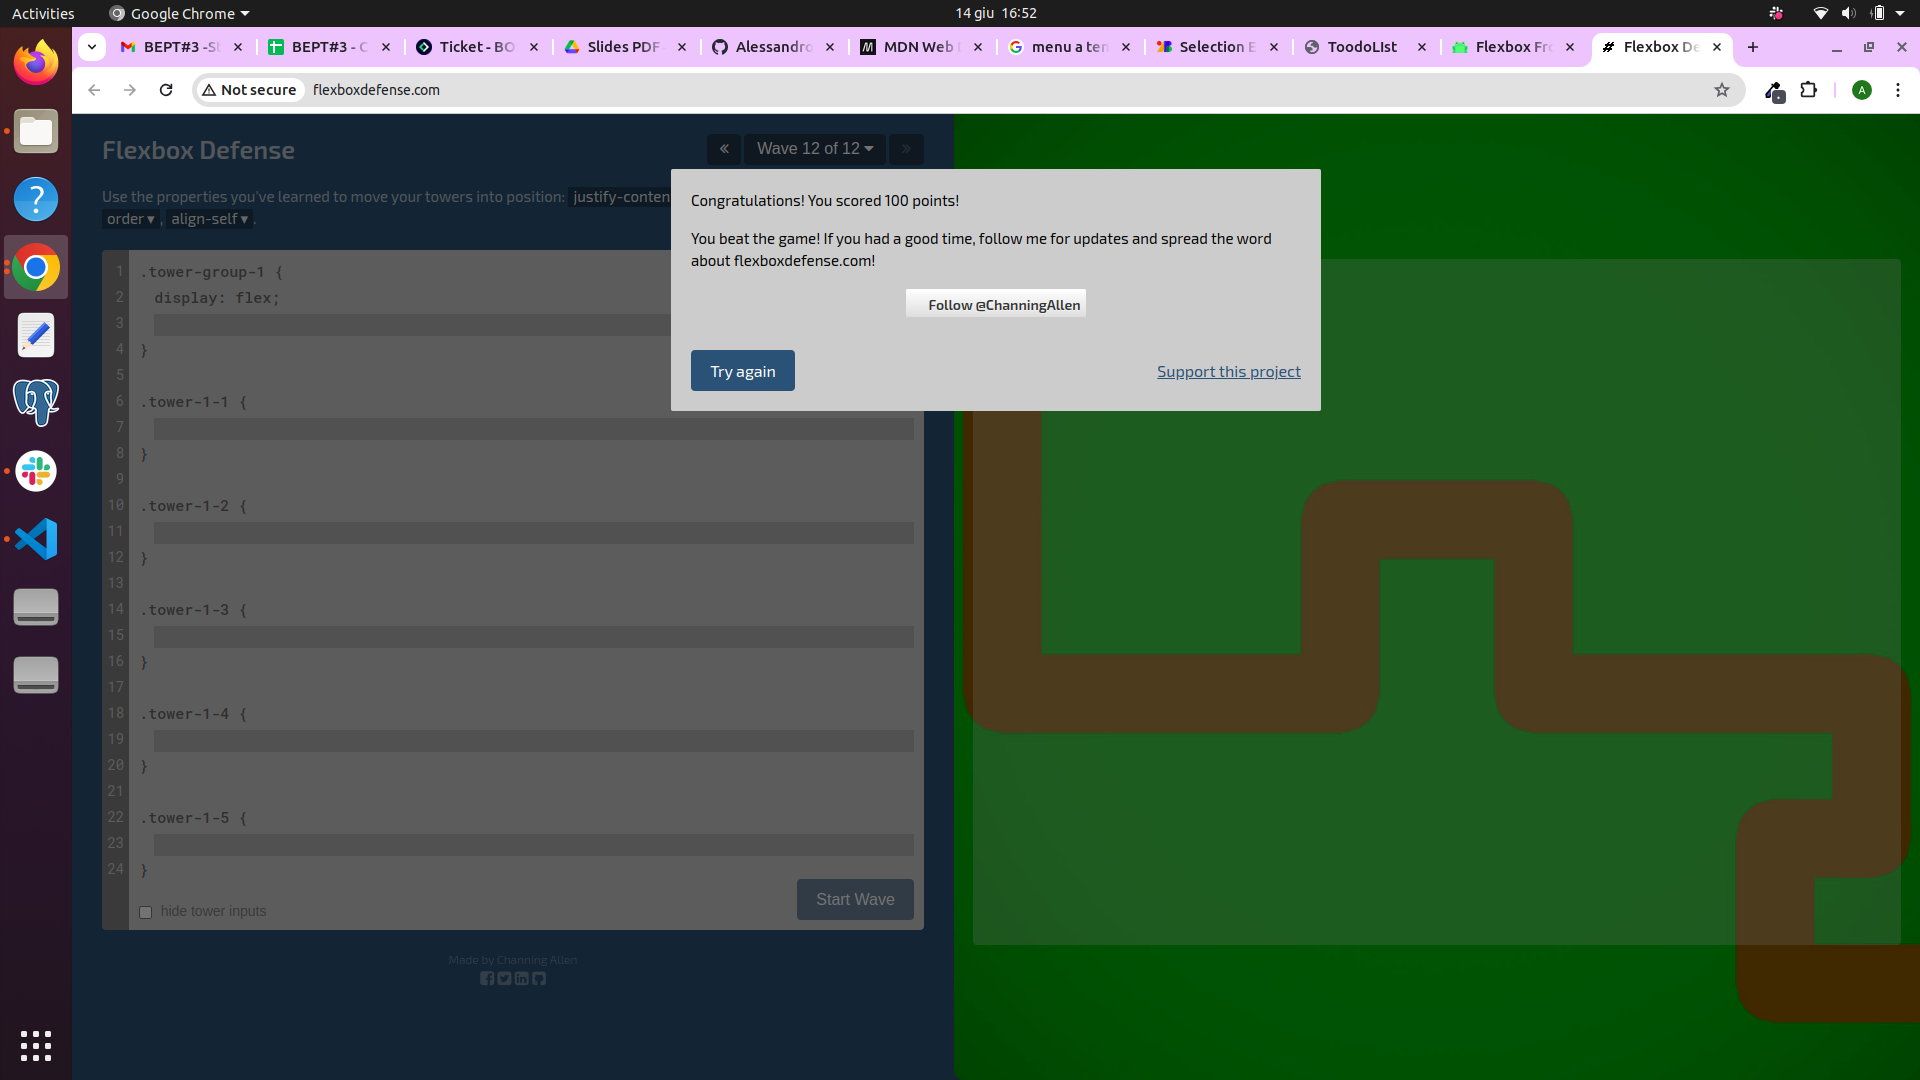 Activities
Google Chrome
14 giu 16:52
BEPT#3 -
BEPT#3 - C
Ticket - BO
Slides PDF
Alessandro
MDN Web
menu a ten
Selection E
ToodoLIst
Flexbox Fr
Flexbox De
Not secure
flexboxdefense.com
A
Flexbox Defense
« Wave 12 of 12 »
Use the properties you've learned to move your towers into position: justify-conten
order ▾, align-self ▾.
Congratulations! You scored 100 points!
You beat the game! If you had a good time, follow me for updates and spread the word
about flexboxdefense.com!
Follow @ChanningAllen
Try again
Support this project
1 .tower-group-1 {
2 display: flex;
3
4 }
5
6 .tower-1-1 {
7
8 }
9
10 .tower-1-2 {
11
12 }
13
14 .tower-1-3 {
15
16 }
17
18 .tower-1-4 {
19
20 }
21
22 .tower-1-5 {
23
24 }
hide tower inputs
Start Wave
Made by Channing Allen